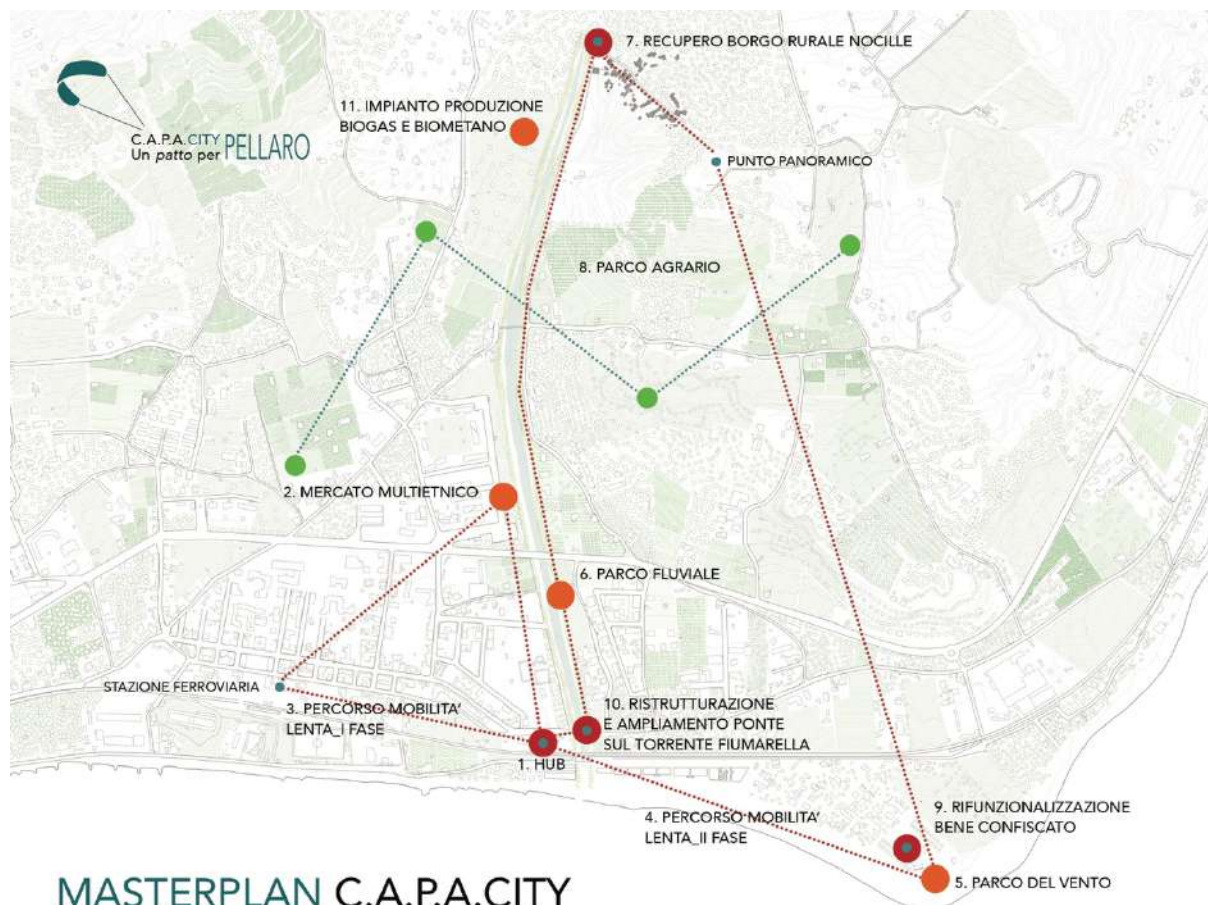 7. RECUPERO BORGO RURALE NOCILLE
C.A.P.A.CITY
Un patto per PELLARO
11. IMPIANTO PRODUZIONE
BIOGAS E BIOMETANO
PUNTO PANORAMICO
8. PARCO AGRARIO
2. MERCATO MULTIETNICO
6. PARCO FLUVIALE
STAZIONE FERROVIARIA
3. PERCORSO MOBILITA'
LENTA_I FASE
10. RISTRUTTURAZIONE
E AMPLIAMENTO PONTE
SUL TORRENTE FIUMARELLA
1. HUB
4. PERCORSO MOBILITA'
LENTA_II FASE
9. RIFUNZIONALIZZAZIONE
BENE CONFISCATO
5. PARCO DEL VENTO
MASTERPLAN C.A.P.A.CITY